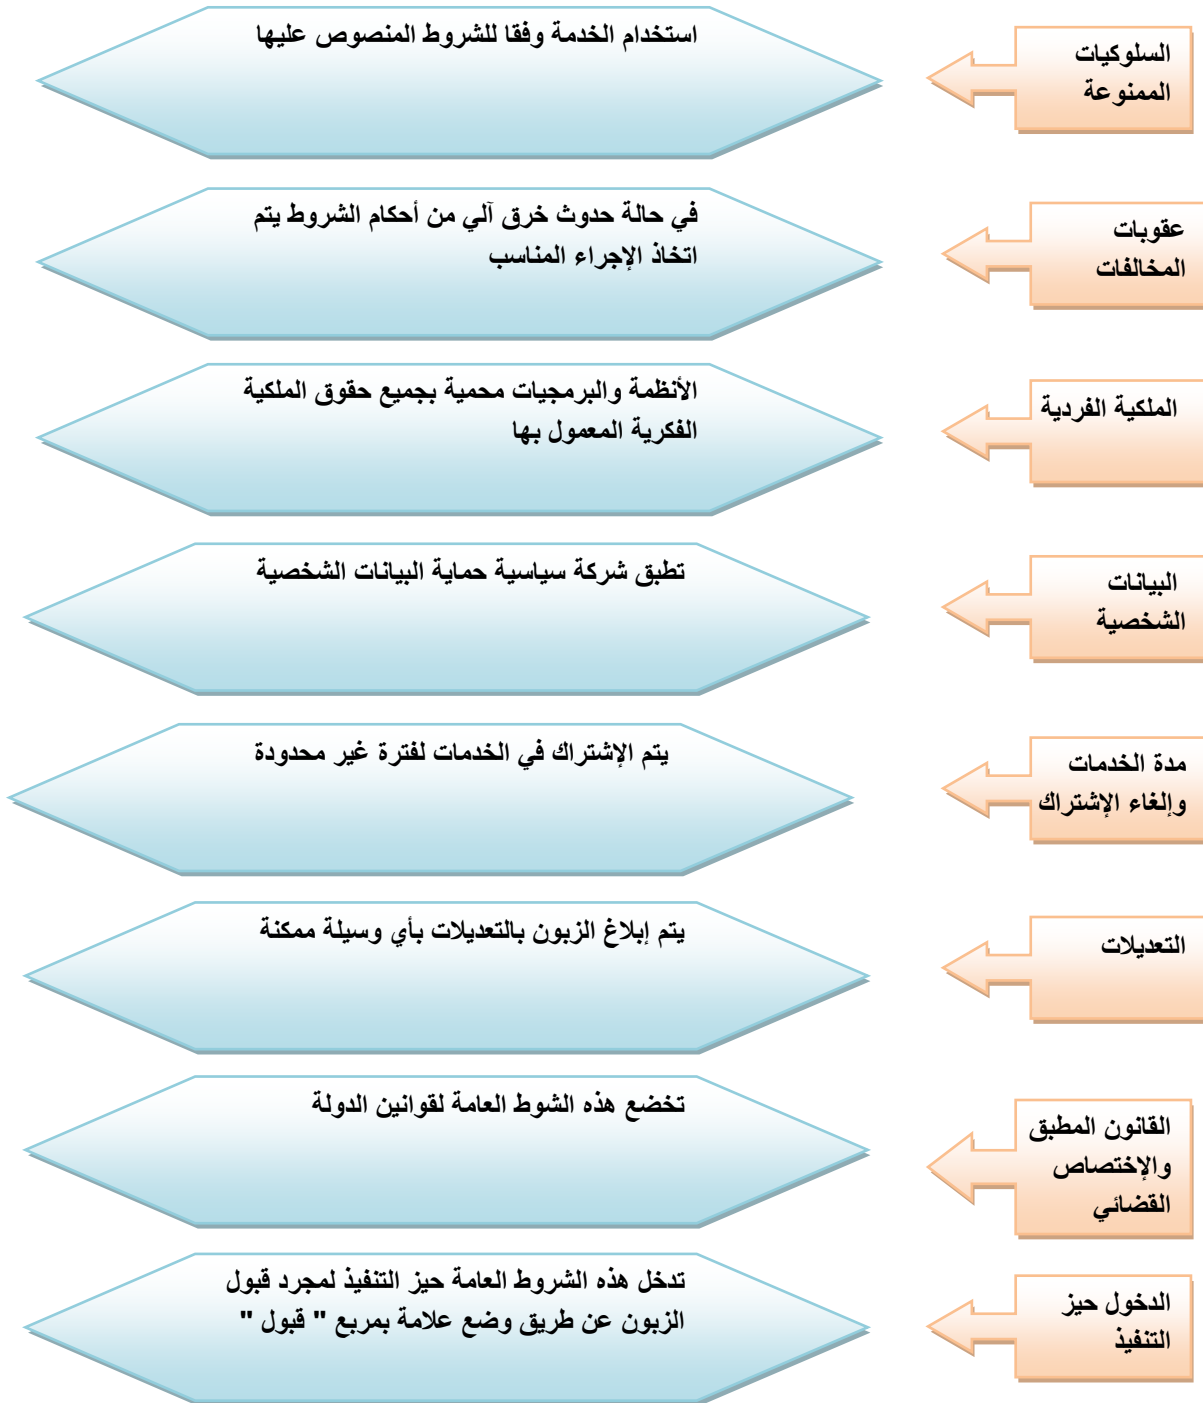 السلوكيات
الممنوعة
استخدام الخدمة وفقا للشروط المنصوص عليها
عقوبات
المخالفات
في حالة حدوث خرق آلي من أحكام الشروط يتم
اتخاذ الإجراء المناسب
الملكية الفردية
الأنظمة والبرمجيات محمية بجميع حقوق الملكية
الفكرية المعمول بها
البيانات
الشخصية
تطبق شركة سياسية حماية البيانات الشخصية
مدة الخدمات
وإلغاء الإشتراك
يتم الإشتراك في الخدمات لفترة غير محدودة
التعديلات
يتم إبلاغ الزبون بالتعديلات بأي وسيلة ممكنة
القانون المطبق
والإختصاص
القضائي
تخضع هذه الشوط العامة لقوانين الدولة
الدخول حيز
التنفيذ
تدخل هذه الشروط العامة حيز التنفيذ لمجرد قبول
الزبون عن طريق وضع علامة بمربع " قبول "